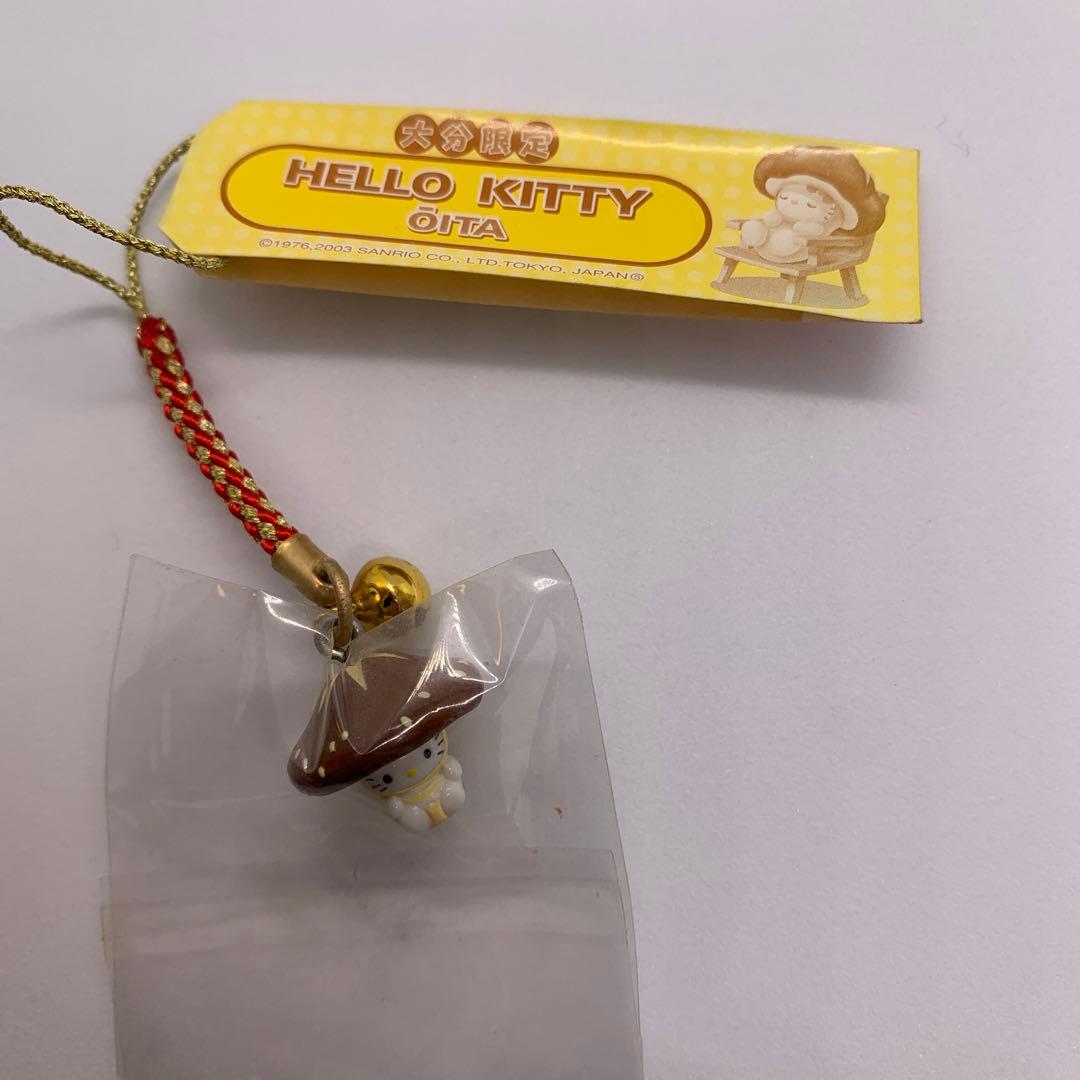 大分限定
HELLO KITTY
ŌITA
©1976,2003 SANRIO CO., LTD.TOKYO, JAPAN Ⓢ